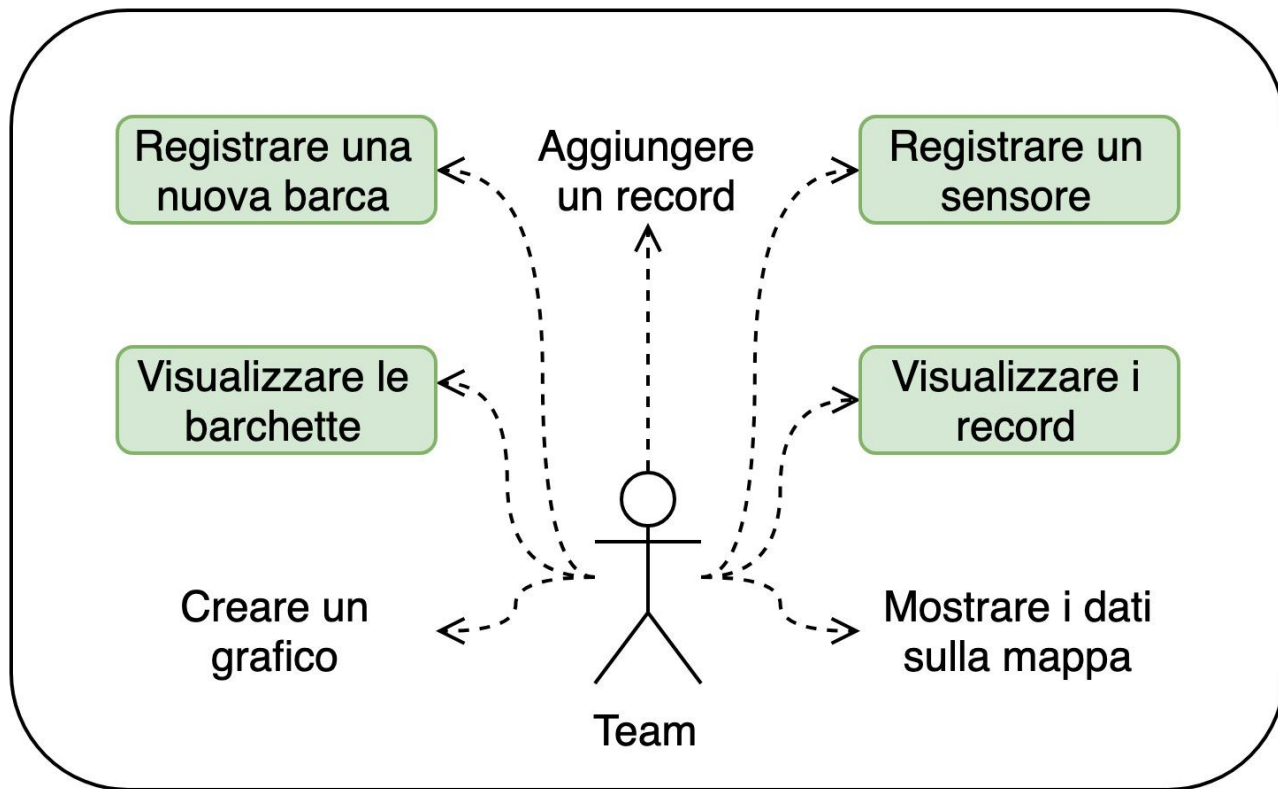 Registrare una
nuova barca
Aggiungere
un record
Registrare un
sensore
Visualizzare le
barchette
Visualizzare i
record
Creare un
grafico
Mostrare i dati
sulla mappa
Team